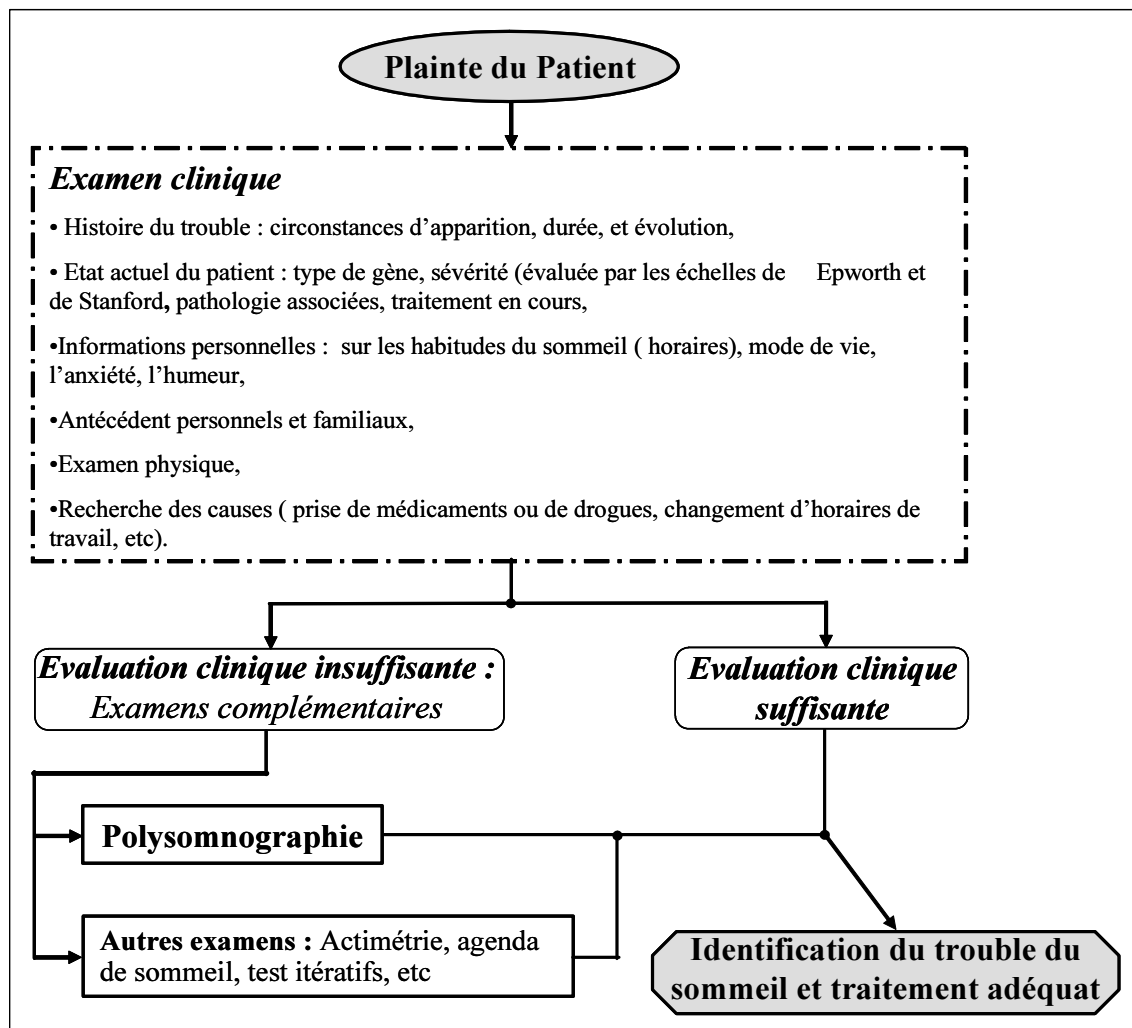 Plainte du Patient
Examen clinique
• Histoire du trouble : circonstances d'apparition, durée, et évolution,
• Etat actuel du patient : type de gène, sévérité (évaluée par les échelles de Epworth et
de Stanford, pathologie associées, traitement en cours,
•Informations personnelles : sur les habitudes du sommeil ( horaires), mode de vie,
l'anxiété, l'humeur,
•Antécédent personnels et familiaux,
•Examen physique,
•Recherche des causes ( prise de médicaments ou de drogues, changement d'horaires de
travail, etc).
Evaluation clinique insuffisante :
Examens complémentaires
Evaluation clinique
suffisante
Polysomnographie
Autres examens : Actimétrie, agenda
de sommeil, test itératifs, etc
Identification du trouble du
sommeil et traitement adéquat